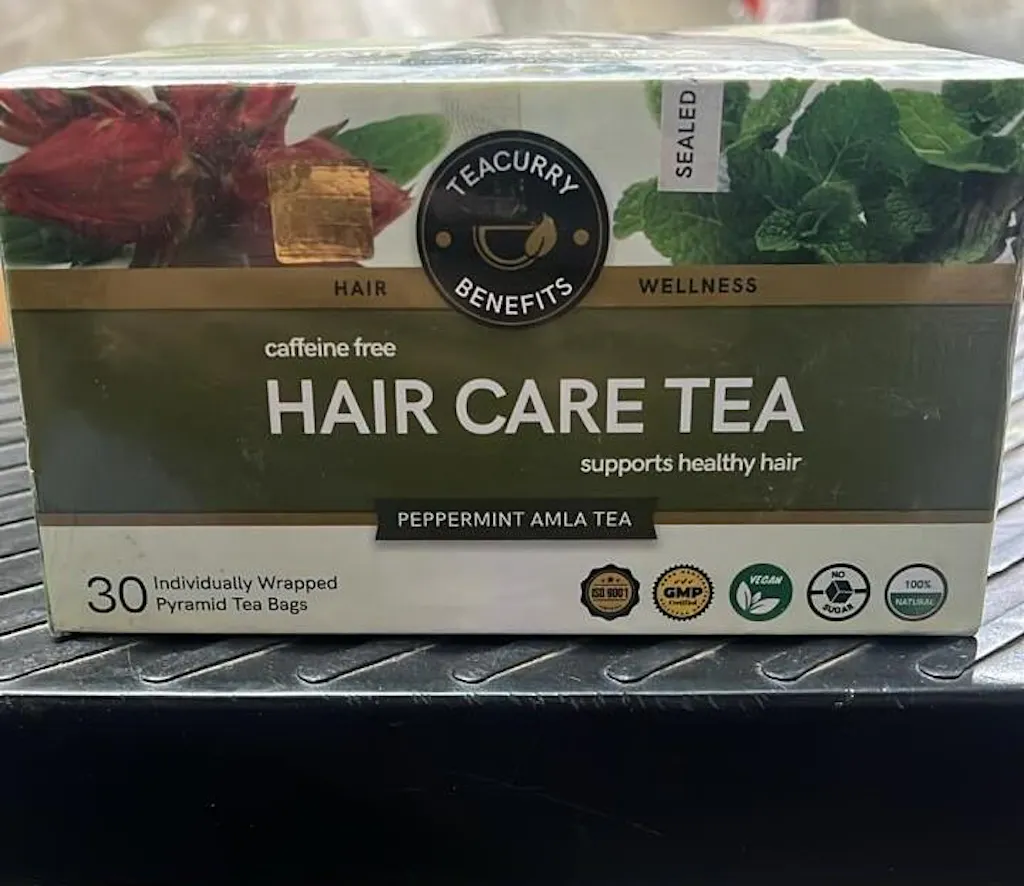 SEALED
TEACURRY
BENEFITS
HAIR
WELLNESS
caffeine free
HAIR CARE TEA
supports healthy hair
PEPPERMINT AMLA TEA
30 Individually Wrapped
Pyramid Tea Bags
ISO 9001
GMP
Certified
VEGAN
NO
SUGAR
100%
NATURAL